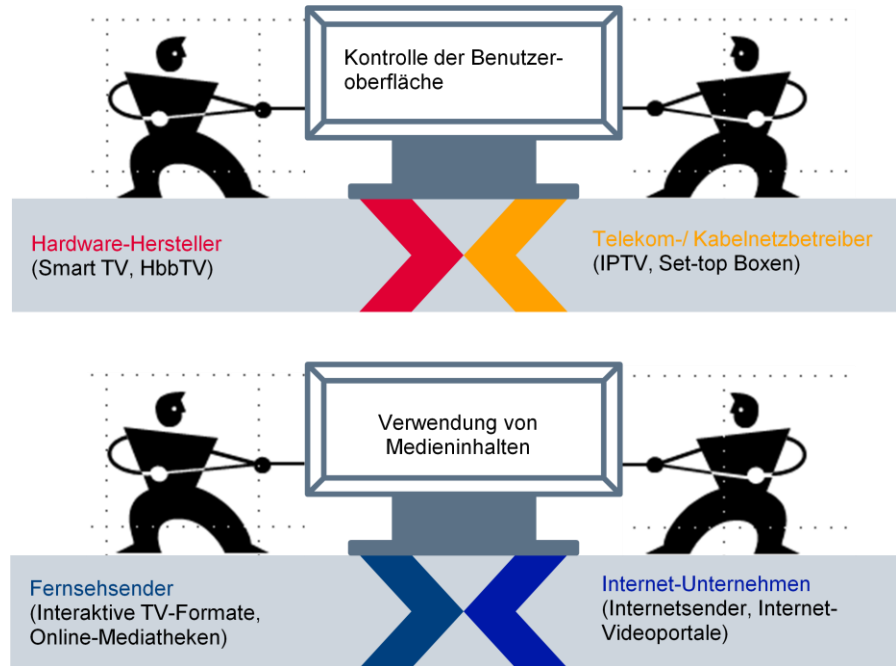 Kontrolle der Benutzer-
oberfläche
Hardware-Hersteller
(Smart TV, HbbTV)
Telekom-/ Kabelnetzbetreiber
(IPTV, Set-top Boxen)
Verwendung von
Medieninhalten
Fernsehsender
(Interaktive TV-Formate,
Online-Mediatheken)
Internet-Unternehmen
(Internetsender, Internet-
Videoportale)